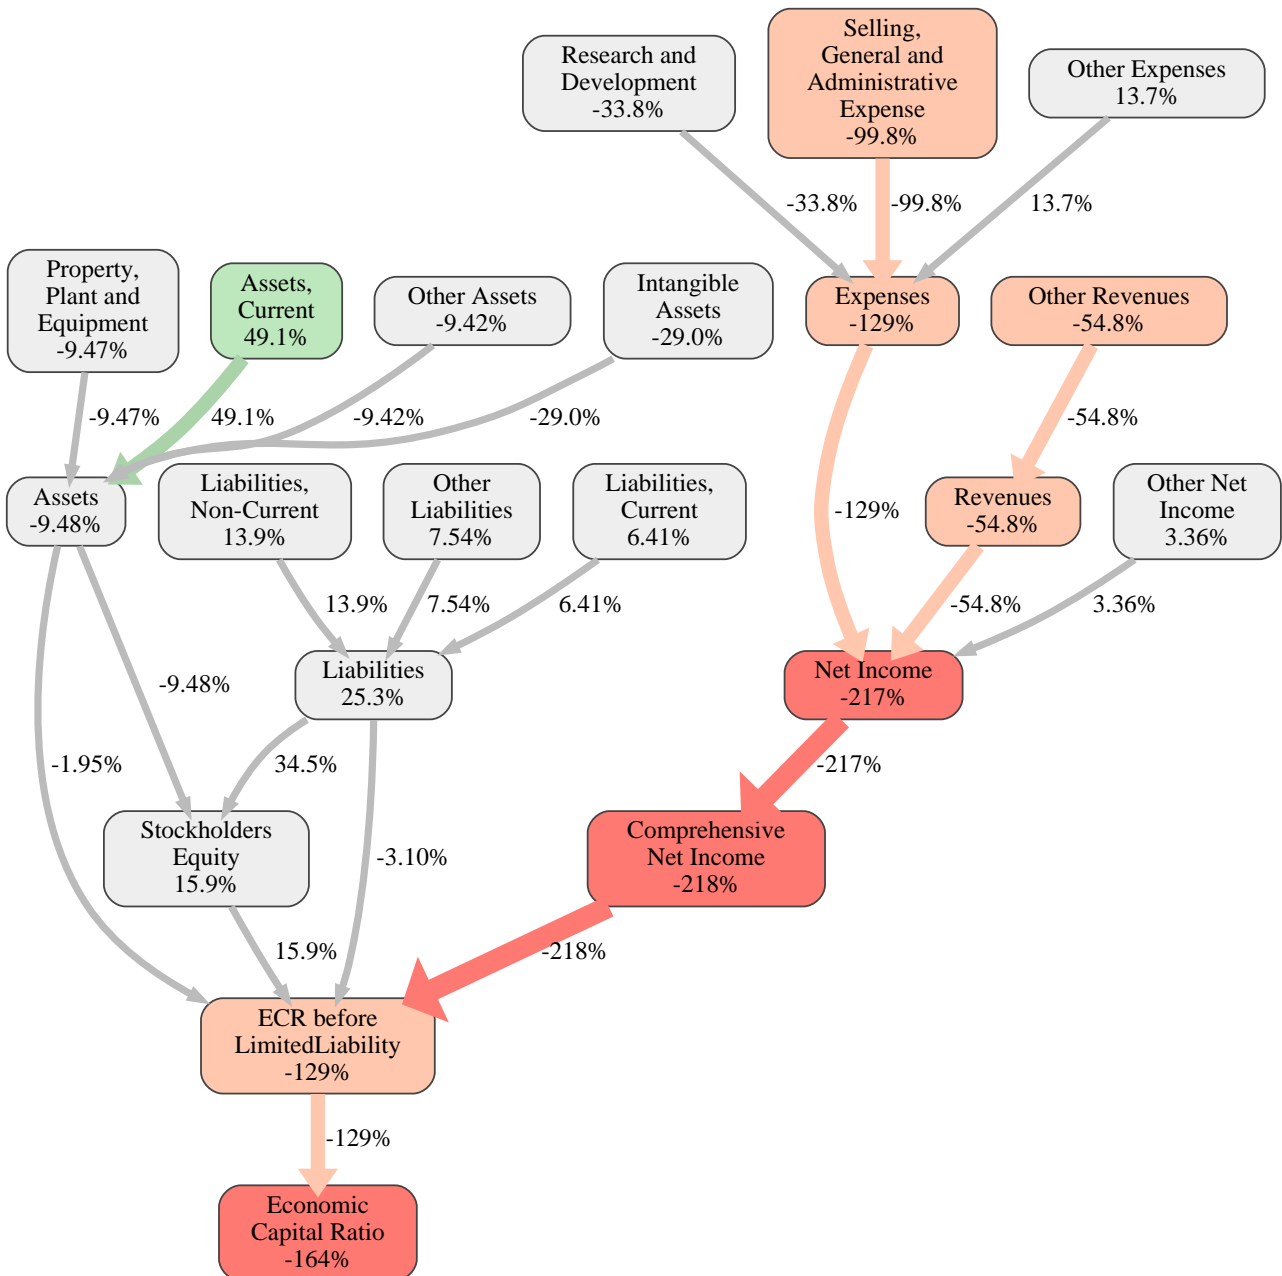 Research and
Development
-33.8%
Selling,
General and
Administrative
Expense
-99.8%
Other Expenses
13.7%
-33.8%
-99.8%
13.7%
Property,
Plant and
Equipment
-9.47%
Assets,
Current
49.1%
Other Assets
-9.42%
Intangible
Assets
-29.0%
Expenses
-129%
Other Revenues
-54.8%
-9.47%
49.1%
-9.42%
-29.0%
-54.8%
Assets
-9.48%
Liabilities,
Non-Current
13.9%
Other
Liabilities
7.54%
Liabilities,
Current
6.41%
-129%
Revenues
-54.8%
Other Net
Income
3.36%
13.9%
7.54%
6.41%
-54.8%
3.36%
-9.48%
Liabilities
25.3%
Net Income
-217%
-1.95%
34.5%
-217%
Stockholders
Equity
15.9%
-3.10%
Comprehensive
Net Income
-218%
15.9%
-218%
ECR before
LimitedLiability
-129%
-129%
Economic
Capital Ratio
-164%